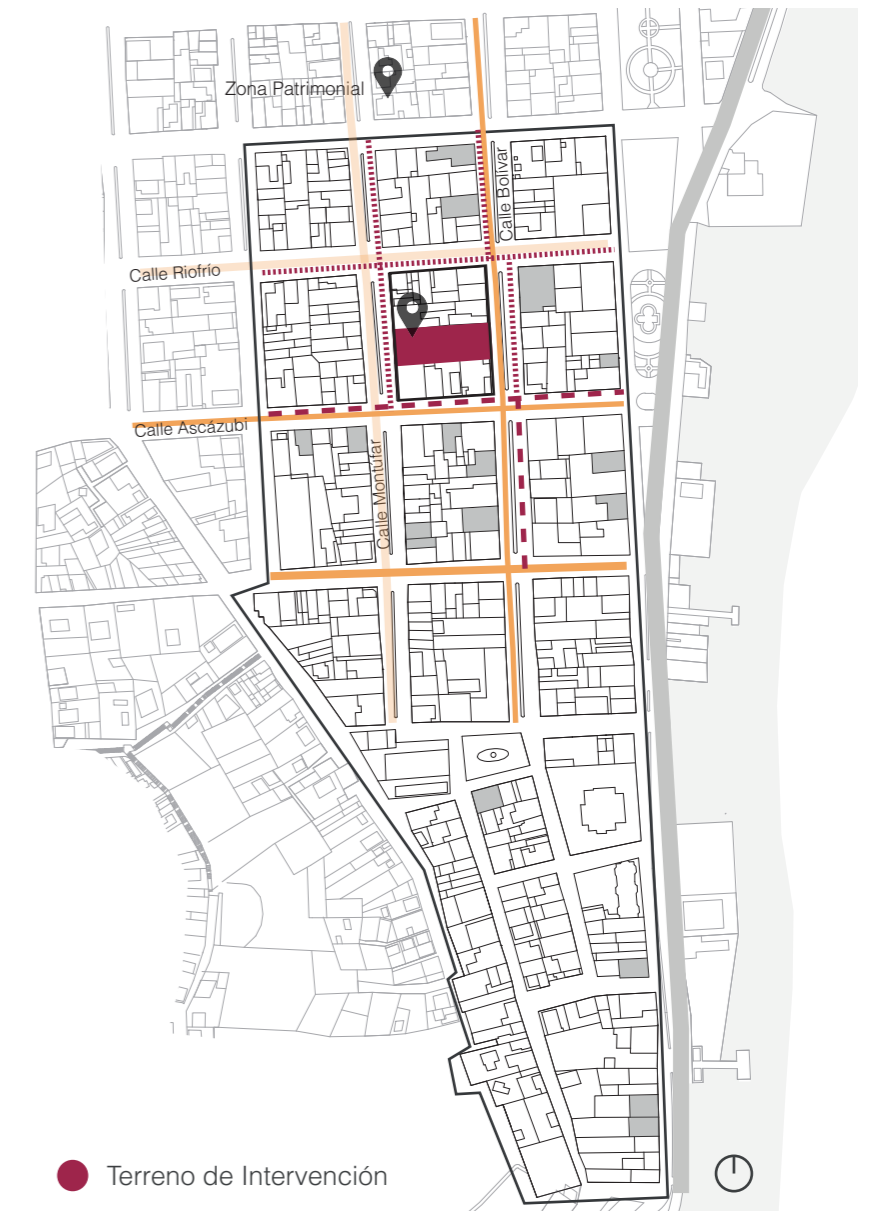 Zona Patrimonial
Calle Bolívar
Calle Riofrío
Calle Ascázubi
Calle Montúfar
Terreno de Intervención